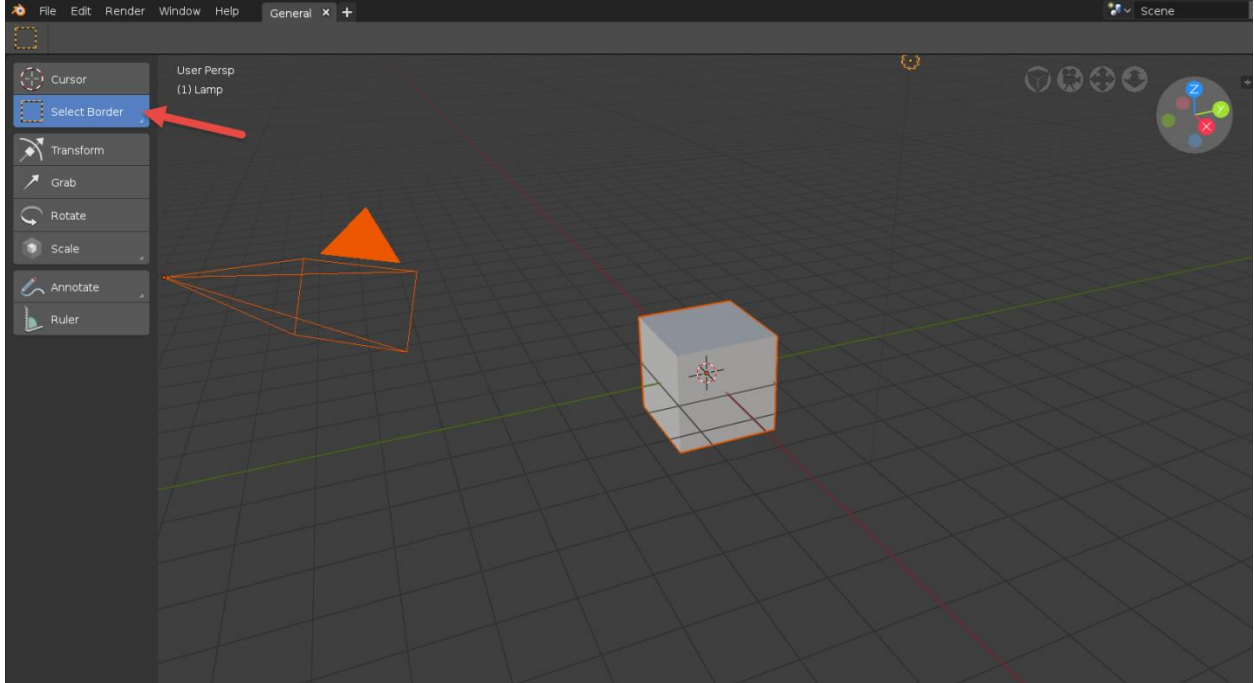 File Edit Render Window Help General × + Scene
Cursor
Select Border
Transform
Grab
Rotate
Scale
Annotate
Ruler
User Persp
(1) Lamp
Z
Y
X